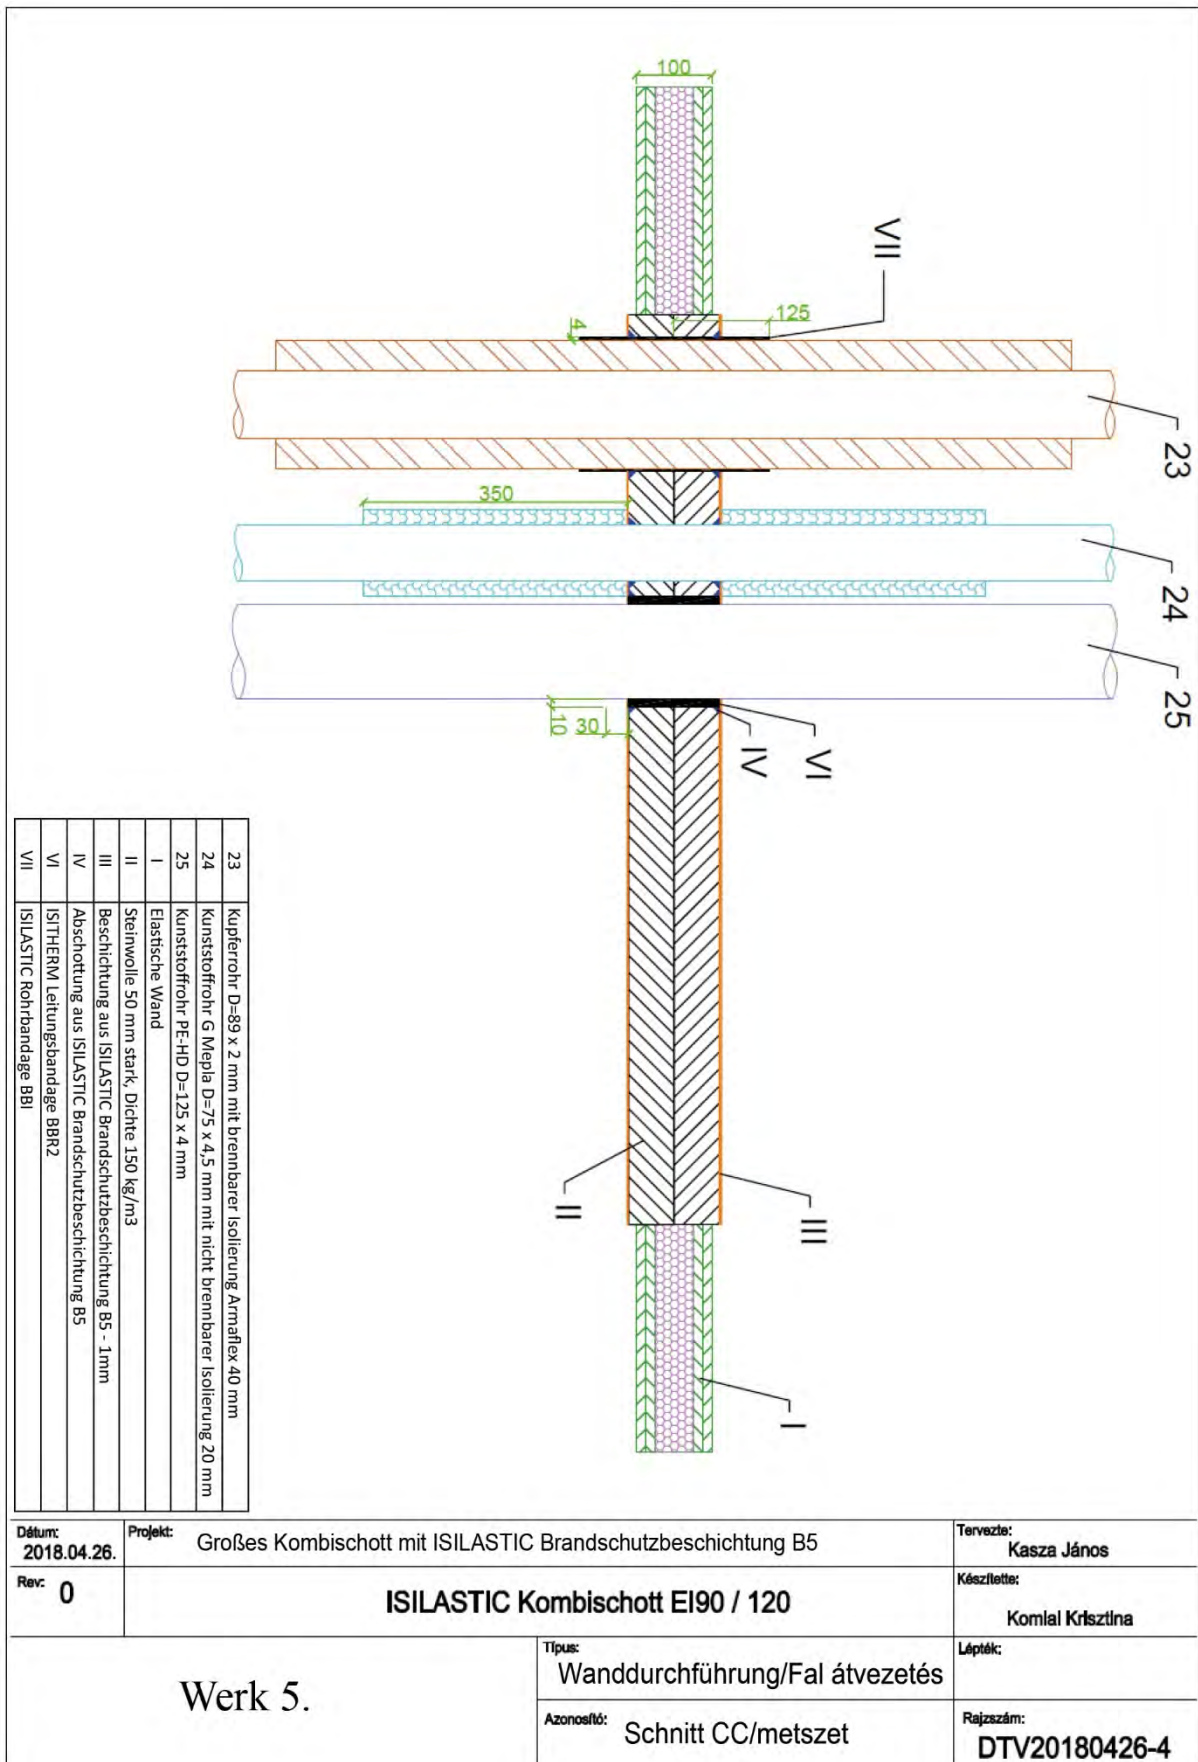 100
VII
125
4
23
350
24
25
10
30
IV
VI
II
III
I
23 Kupferrohr D=89 x 2 mm mit brennbarer Isolierung Armaflex 40 mm
24 Kunststoffrohr G Mepla D=75 x 4,5 mm mit nicht brennbarer Isolierung 20 mm
25 Kunststoffrohr PE-HD D=125 x 4 mm
I Elastische Wand
II Steinwolle 50 mm stark, Dichte 150 kg/m3
III Beschichtung aus ISILASTIC Brandschutzbeschichtung B5 - 1mm
IV Abschottung aus ISILASTIC Brandschutzbeschichtung B5
VI ISITHERM Leitungsbandage BBR2
VII ISILASTIC Rohrbandage BBI
Dátum: 2018.04.26.
Projekt: Großes Kombischott mit ISILASTIC Brandschutzbeschichtung B5
Tervezte: Kasza János
Rev: 0
ISILASTIC Kombischott EI90 / 120
Készítette: Komlai Krisztina
Werk 5.
Típus: Wanddurchführung/Fal átvezetés
Lépték:
Azonosító: Schnitt CC/metszet
Rajzszám: DTV20180426-4